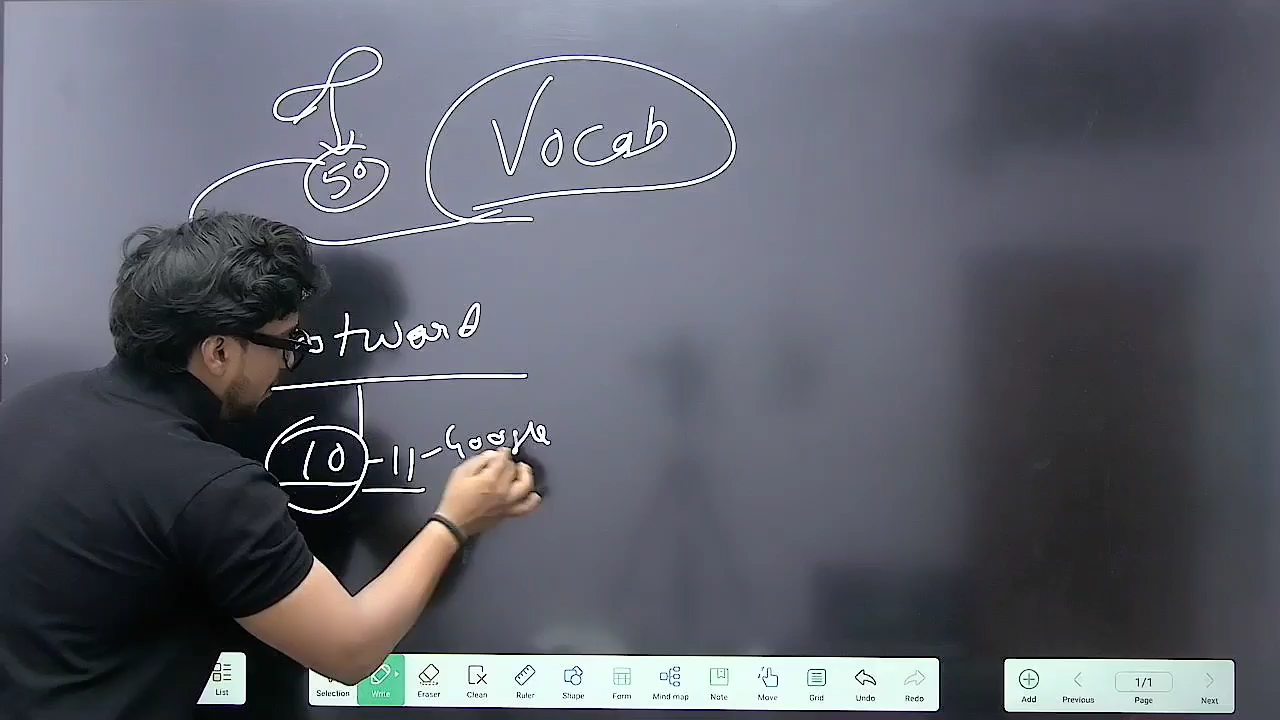 Vocab
50
10 - 11 - Google
List
Selection Write Eraser Clean Ruler Shape Form Mind map Note Move Grid Undo Redo
Add Previous 1/1 Page Next